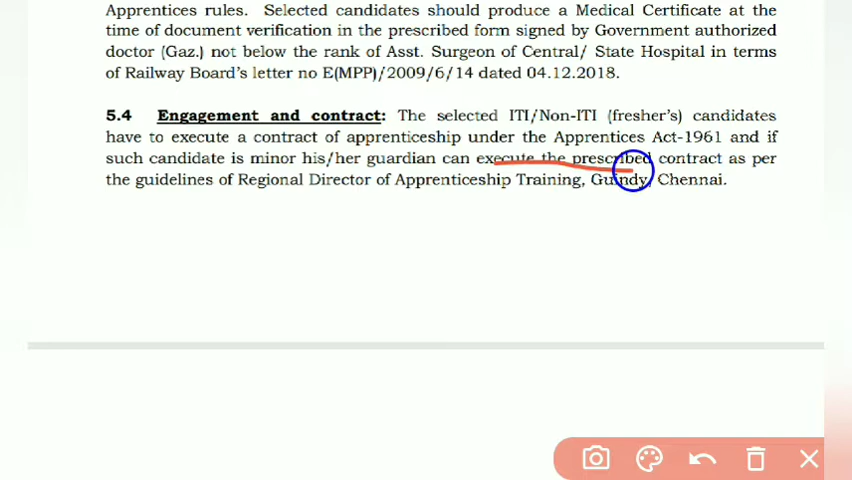 Apprentices rules. Selected candidates should produce a Medical Certificate at the
time of document verification in the prescribed form signed by Government authorized
doctor (Gaz.) not below the rank of Asst. Surgeon of Central/ State Hospital in terms
of Railway Board's letter no E(MPP)/2009/6/14 dated 04.12.2018.
5.4 Engagement and contract: The selected ITI/Non-ITI (fresher's) candidates
have to execute a contract of apprenticeship under the Apprentices Act-1961 and if
such candidate is minor his/her guardian can execute the prescribed contract as per
the guidelines of Regional Director of Apprenticeship Training, Guindy, Chennai.